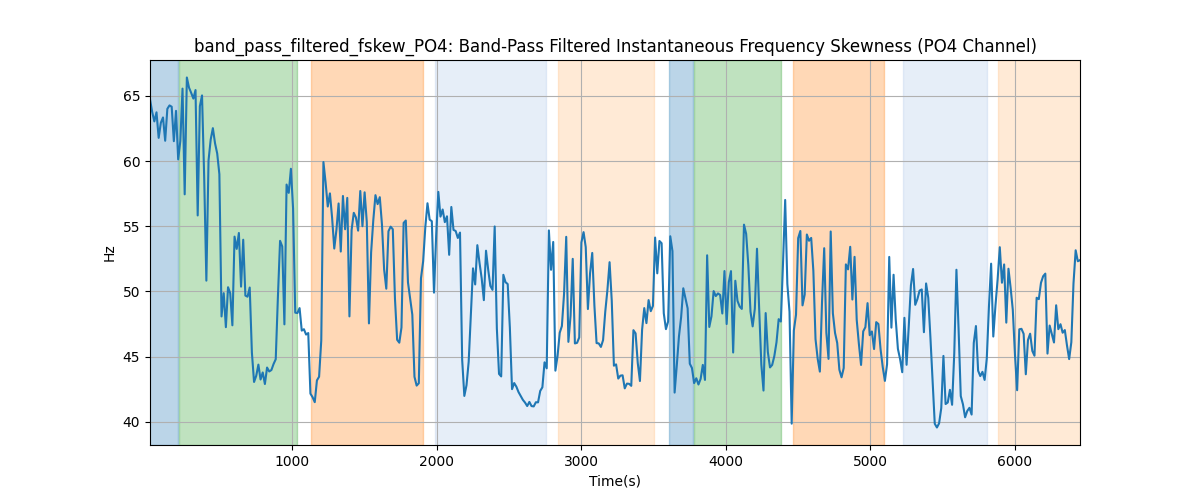 band_pass_filtered_fskew_PO4: Band-Pass Filtered Instantaneous Frequency Skewness (PO4 Channel)
65
60
55
50
45
40
Hz
1000 2000 3000 4000 5000 6000
Time(s)